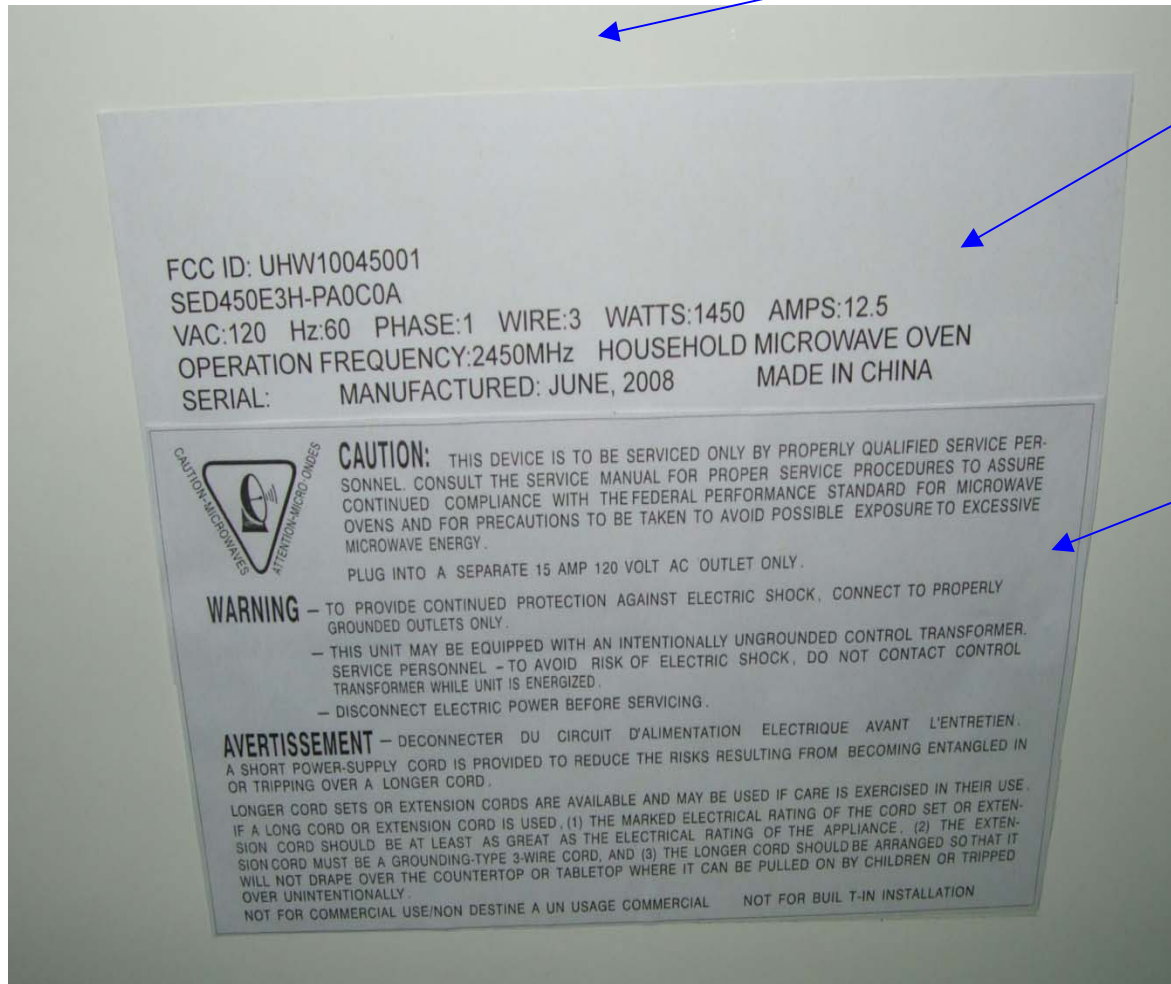 FCC ID: UHW10045001
SED450E3H-PA0C0A
VAC:120 Hz:60 PHASE:1 WIRE:3 WATTS:1450 AMPS:12.5
OPERATION FREQUENCY:2450MHz HOUSEHOLD MICROWAVE OVEN
SERIAL: MANUFACTURED: JUNE, 2008 MADE IN CHINA
CAUTION-MICROWAVES
ATTENTION-MICRO-ONDES
CAUTION: THIS DEVICE IS TO BE SERVICED ONLY BY PROPERLY QUALIFIED SERVICE PER-
SONNEL. CONSULT THE SERVICE MANUAL FOR PROPER SERVICE PROCEDURES TO ASSURE
CONTINUED COMPLIANCE WITH THE FEDERAL PERFORMANCE STANDARD FOR MICROWAVE
OVENS AND FOR PRECAUTIONS TO BE TAKEN TO AVOID POSSIBLE EXPOSURE TO EXCESSIVE
MICROWAVE ENERGY.
PLUG INTO A SEPARATE 15 AMP 120 VOLT AC OUTLET ONLY.
WARNING – TO PROVIDE CONTINUED PROTECTION AGAINST ELECTRIC SHOCK, CONNECT TO PROPERLY
GROUNDED OUTLETS ONLY.
– THIS UNIT MAY BE EQUIPPED WITH AN INTENTIONALLY UNGROUNDED CONTROL TRANSFORMER.
SERVICE PERSONNEL – TO AVOID RISK OF ELECTRIC SHOCK, DO NOT CONTACT CONTROL
TRANSFORMER WHILE UNIT IS ENERGIZED.
– DISCONNECT ELECTRIC POWER BEFORE SERVICING.
AVERTISSEMENT – DECONNECTER DU CIRCUIT D'ALIMENTATION ELECTRIQUE AVANT L'ENTRETIEN.
A SHORT POWER-SUPPLY CORD IS PROVIDED TO REDUCE THE RISKS RESULTING FROM BECOMING ENTANGLED IN
OR TRIPPING OVER A LONGER CORD.
LONGER CORD SETS OR EXTENSION CORDS ARE AVAILABLE AND MAY BE USED IF CARE IS EXERCISED IN THEIR USE.
IF A LONG CORD OR EXTENSION CORD IS USED, (1) THE MARKED ELECTRICAL RATING OF THE CORD SET OR EXTEN-
SION CORD SHOULD BE AT LEAST AS GREAT AS THE ELECTRICAL RATING OF THE APPLIANCE, (2) THE EXTEN-
SION CORD MUST BE A GROUNDING-TYPE 3-WIRE CORD, AND (3) THE LONGER CORD SHOULD BE ARRANGED SO THAT IT
WILL NOT DRAPE OVER THE COUNTERTOP OR TABLETOP WHERE IT CAN BE PULLED ON BY CHILDREN OR TRIPPED
OVER UNINTENTIONALLY.
NOT FOR COMMERCIAL USE/NON DESTINE A UN USAGE COMMERCIAL NOT FOR BUIL T-IN INSTALLATION